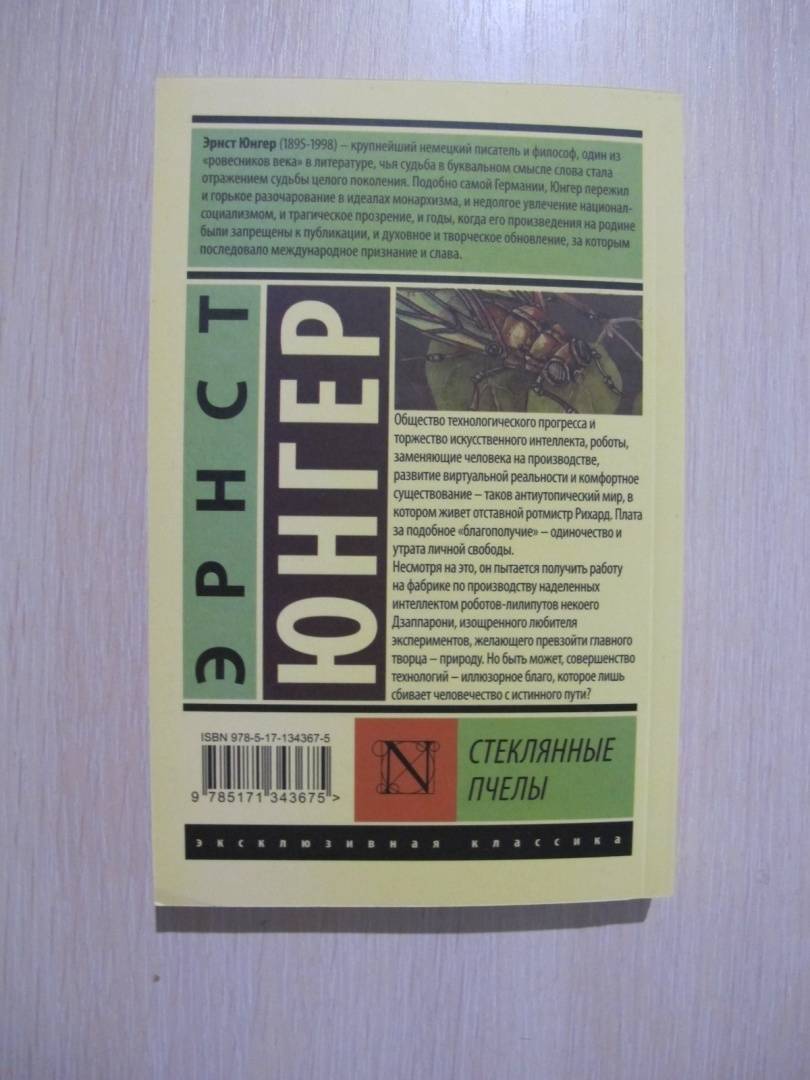 Эрнст Юнгер (1895-1998) – крупнейший немецкий писатель и философ, один из
«ровесников века» в литературе, чья судьба в буквальном смысле слова стала
отражением судьбы целого поколения. Подобно самой Германии, Юнгер пережил
и горькое разочарование в идеалах монархизма, и недолгое увлечение национал-
социализмом, и трагическое прозрение, и годы, когда его произведения на родине
были запрещены к публикации, и духовное и творческое обновление, за которым
последовало международное признание и слава.
ЭРНСТ
ЮНГЕР
Общество технологического прогресса и
торжество искусственного интеллекта, роботы,
заменяющие человека на производстве,
развитие виртуальной реальности и комфортное
существование – таков антиутопический мир, в
котором живет отставной ротмистр Рихард. Плата
за подобное «благополучие» – одиночество и
утрата личной свободы.
Несмотря на это, он пытается получить работу
на фабрике по производству наделенных
интеллектом роботов-лилипутов некоего
Дзаппарони, изощренного любителя
экспериментов, желающего превзойти главного
творца – природу. Но быть может, совершенство
технологий – иллюзорное благо, которое лишь
сбивает человечество с истинного пути?
ISBN 978-5-17-134367-5
9 785171 343675 >
N
СТЕКЛЯННЫЕ
ПЧЕЛЫ
эксклюзивная классика